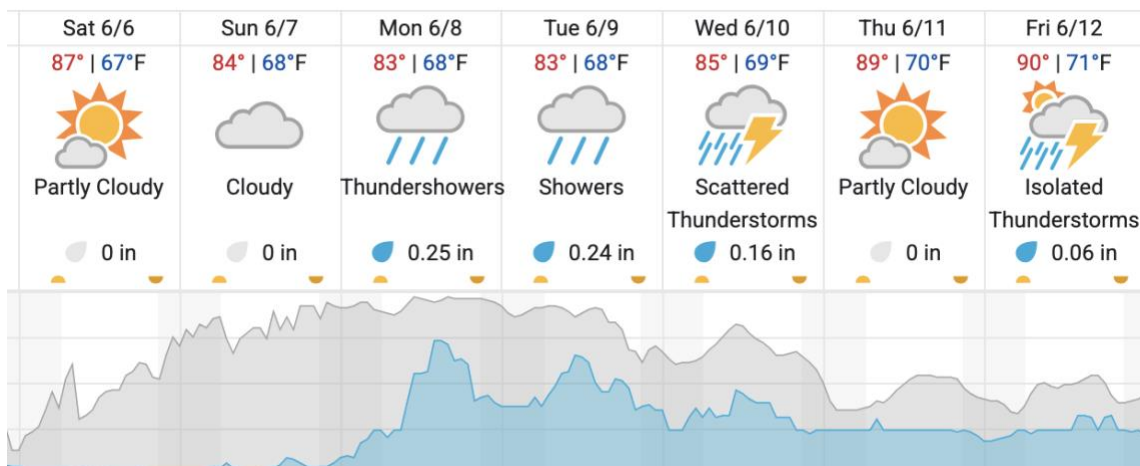 Sat 6/6
Sun 6/7
Mon 6/8
Tue 6/9
Wed 6/10
Thu 6/11
Fri 6/12
87° | 67°F
84° | 68°F
83° | 68°F
83° | 68°F
85° | 69°F
89° | 70°F
90° | 71°F
Partly Cloudy
Cloudy
Thundershowers
Showers
Scattered
Thunderstorms
Partly Cloudy
Isolated
Thunderstorms
0 in
0 in
0.25 in
0.24 in
0.16 in
0 in
0.06 in